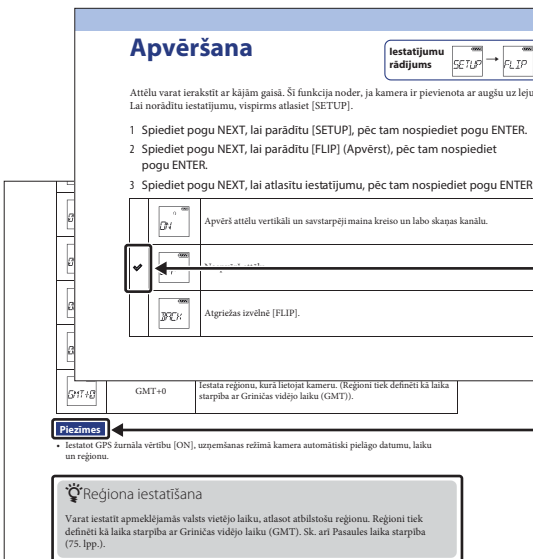 Apvēršana
Iestatījumu
rādījums
SETUP → FLIP
Attēlu varat ierakstīt ar kājām gaisā. Šī funkcija noder, ja kamera ir pievienota ar augšu uz leju
Lai norādītu iestatījumu, vispirms atlasiet [SETUP].
1 Spiediet pogu NEXT, lai parādītu [SETUP], pēc tam nospiediet pogu ENTER.
2 Spiediet pogu NEXT, lai parādītu [FLIP] (Apvērst), pēc tam nospiediet
pogu ENTER.
3 Spiediet pogu NEXT, lai atlasītu iestatījumu, pēc tam nospiediet pogu ENTER
ON Apvērš attēlu vertikāli un savstarpēji maina kreiso un labo skaņas kanālu.
BACK Atgriežas izvēlnē [FLIP].
GMT+0 GMT+0 Iestata reģionu, kurā lietojat kameru. (Reģioni tiek definēti kā laika
starpība ar Griničas vidējo laiku (GMT)).
Piezīmes
• Iestatot GPS žurnāla vērtību [ON], uzņemšanas režīmā kamera automātiski pielāgo datumu, laiku
un reģionu.
Reģiona iestatīšana
Varat iestatīt apmeklējamās valsts vietējo laiku, atlasot atbilstošu reģionu. Reģioni tiek
definēti kā laika starpība ar Griničas vidējo laiku (GMT). Sk. arī Pasaules laika starpība
(75. lpp.).